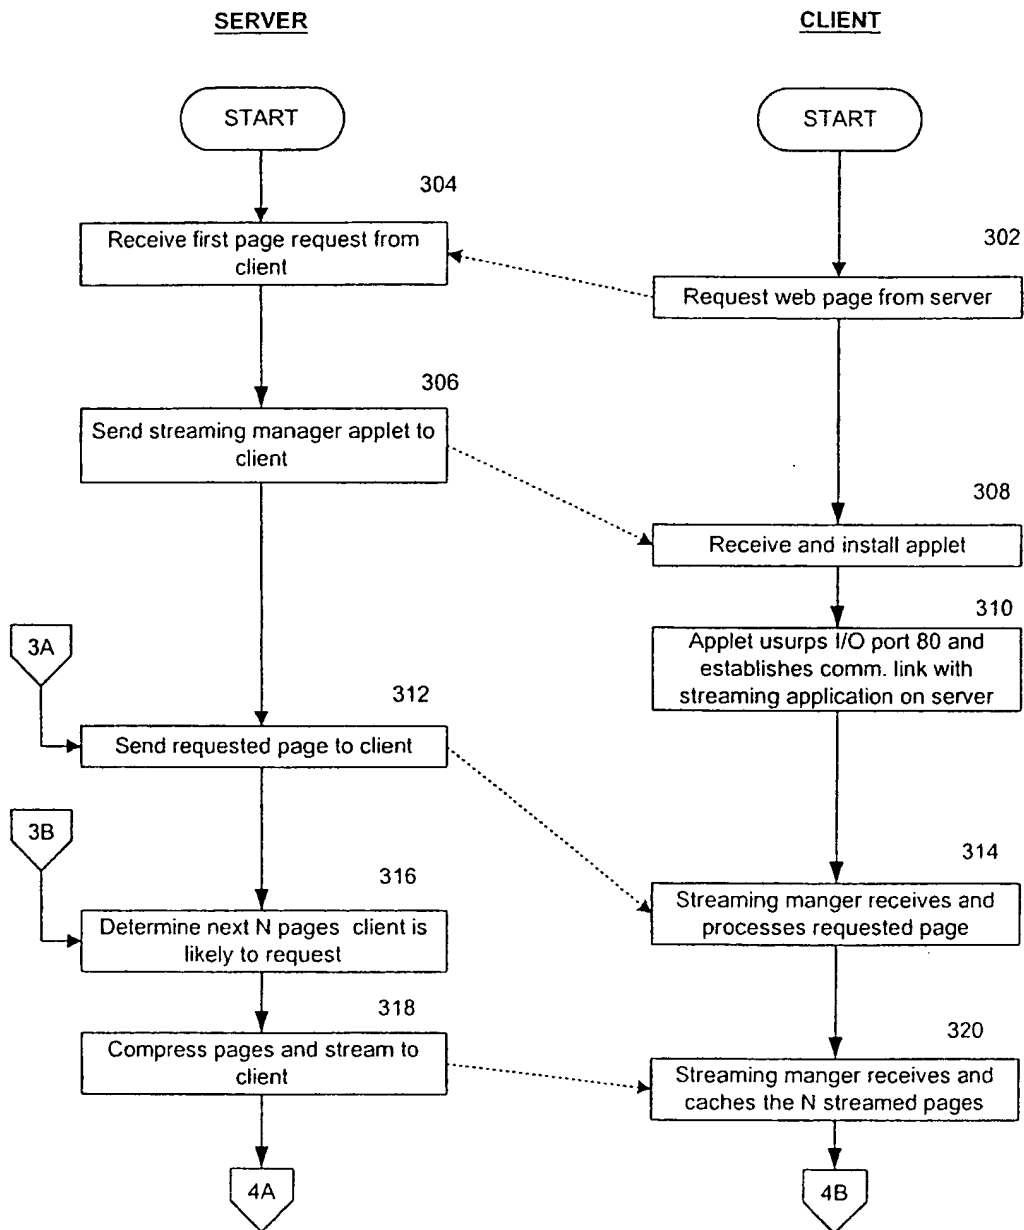 SERVER
CLIENT
START
START
304
Receive first page request from
client
302
Request web page from server
306
Send streaming manager applet to
client
308
Receive and install applet
310
Applet usurps I/O port 80 and
establishes comm. link with
streaming application on server
3A
312
Send requested page to client
3B
314
Streaming manger receives and
processes requested page
316
Determine next N pages client is
likely to request
318
Compress pages and stream to
client
320
Streaming manger receives and
caches the N streamed pages
4A
4B